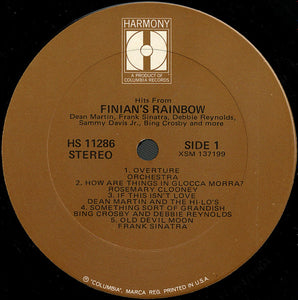 HARMONY
H
A PRODUCT OF
COLUMBIA RECORDS
Hits From
FINIAN'S RAINBOW
Dean Martin, Frank Sinatra, Debbie Reynolds,
Sammy Davis Jr., Bing Crosby and more
HS 11286
STEREO
SIDE 1
XSM 137199
1. OVERTURE
ORCHESTRA
2. HOW ARE THINGS IN GLOCCA MORRA?
ROSEMARY CLOONEY
3. IF THIS ISN'T LOVE
DEAN MARTIN AND THE HI-LO'S
4. SOMETHING SORT OF GRANDISH
BING CROSBY AND DEBBIE REYNOLDS
5. OLD DEVIL MOON
FRANK SINATRA
℗ "COLUMBIA", MARCA REG. PRINTED IN U.S.A.